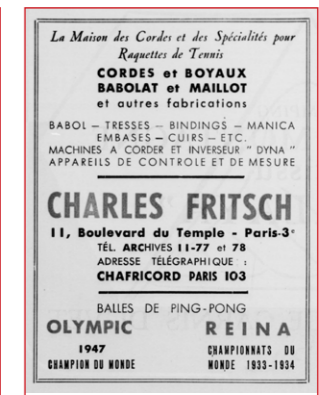 La Maison des Cordes et des Spécialités pour
Raquettes de Tennis
CORDES et BOYAUX
BABOLAT et MAILLOT
et autres fabrications
BABOL — TRESSES — BINDINGS — MANICA
EMBASES — CUIRS — ETC.
MACHINES A CORDER ET INVERSEUR " DYNA "
APPAREILS DE CONTROLE ET DE MESURE
CHARLES FRITSCH
11, Boulevard du Temple - Paris-3e
TÉL. ARCHIVES 11-77 et 78
ADRESSE TÉLÉGRAPHIQUE :
CHAFRICORD PARIS 103
BALLES DE PING-PONG
OLYMPIC REINA
1947 CHAMPIONNATS DU
CHAMPION DU MONDE MONDE 1933-1934